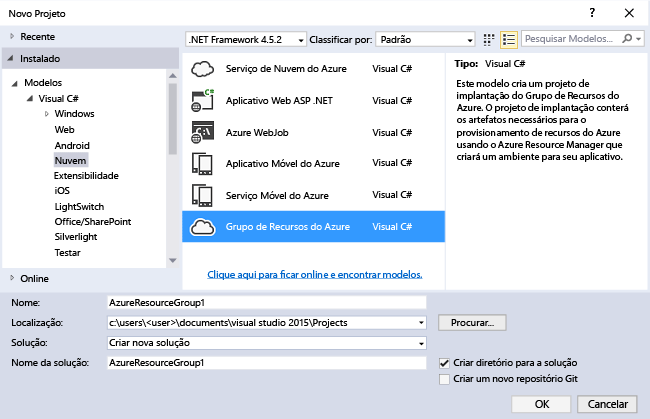 Novo Projeto
? ×
Recente
.NET Framework 4.5.2 Classificar por: Padrão Pesquisar Modelos...
Instalado
Modelos
Visual C#
Windows
Web
Android
Nuvem
Extensibilidade
iOS
LightSwitch
Office/SharePoint
Silverlight
Testar
Online
Serviço de Nuvem do Azure Visual C#
Aplicativo Web ASP .NET Visual C#
Azure WebJob Visual C#
Aplicativo Móvel do Azure Visual C#
Serviço Móvel do Azure Visual C#
Grupo de Recursos do Azure Visual C#
Clique aqui para ficar online e encontrar modelos.
Tipo: Visual C#
Este modelo cria um projeto de
implantação do Grupo de Recursos do
Azure. O projeto de implantação conterá
os artefatos necessários para o
provisionamento de recursos do Azure
usando o Azure Resource Manager que
criará um ambiente para seu aplicativo.
Nome: AzureResourceGroup1
Localização: c:\users\<user>\documents\visual studio 2015\Projects Procurar...
Solução: Criar nova solução
Nome da solução: AzureResourceGroup1
Criar diretório para a solução
Criar um novo repositório Git
OK Cancelar